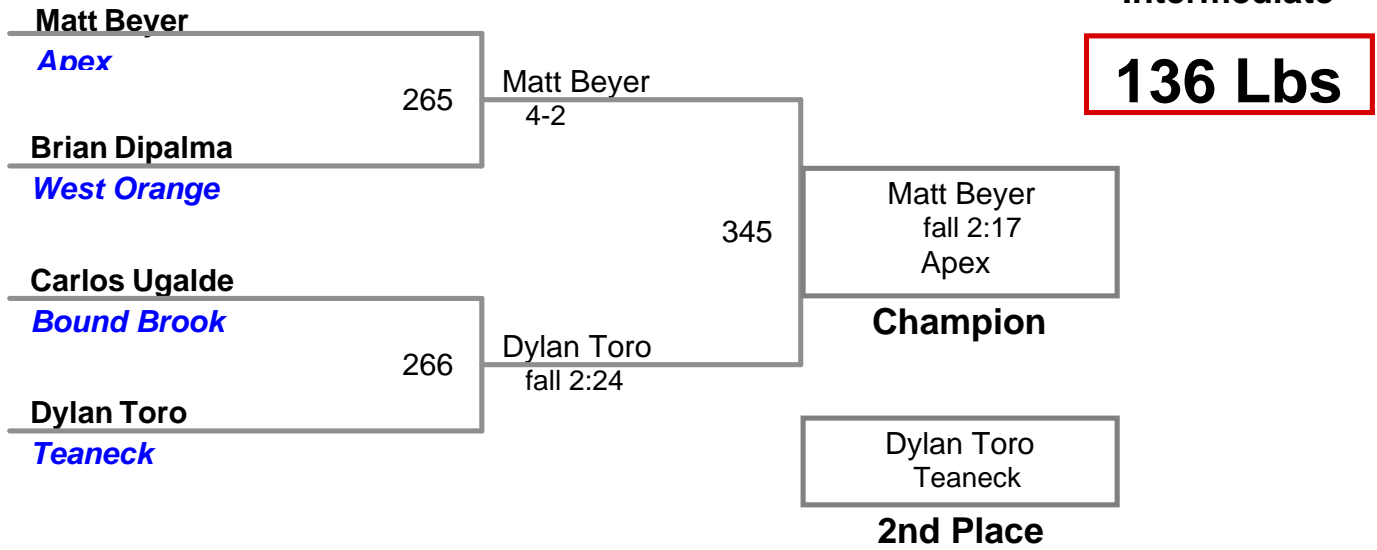 Intermediate
136 Lbs
Matt Beyer
Apex
265
Brian Dipalma
West Orange
Matt Beyer
4-2
Carlos Ugalde
Bound Brook
266
Dylan Toro
Teaneck
Dylan Toro
fall 2:24
345
Matt Beyer
fall 2:17
Apex
Champion
Dylan Toro
Teaneck
2nd Place